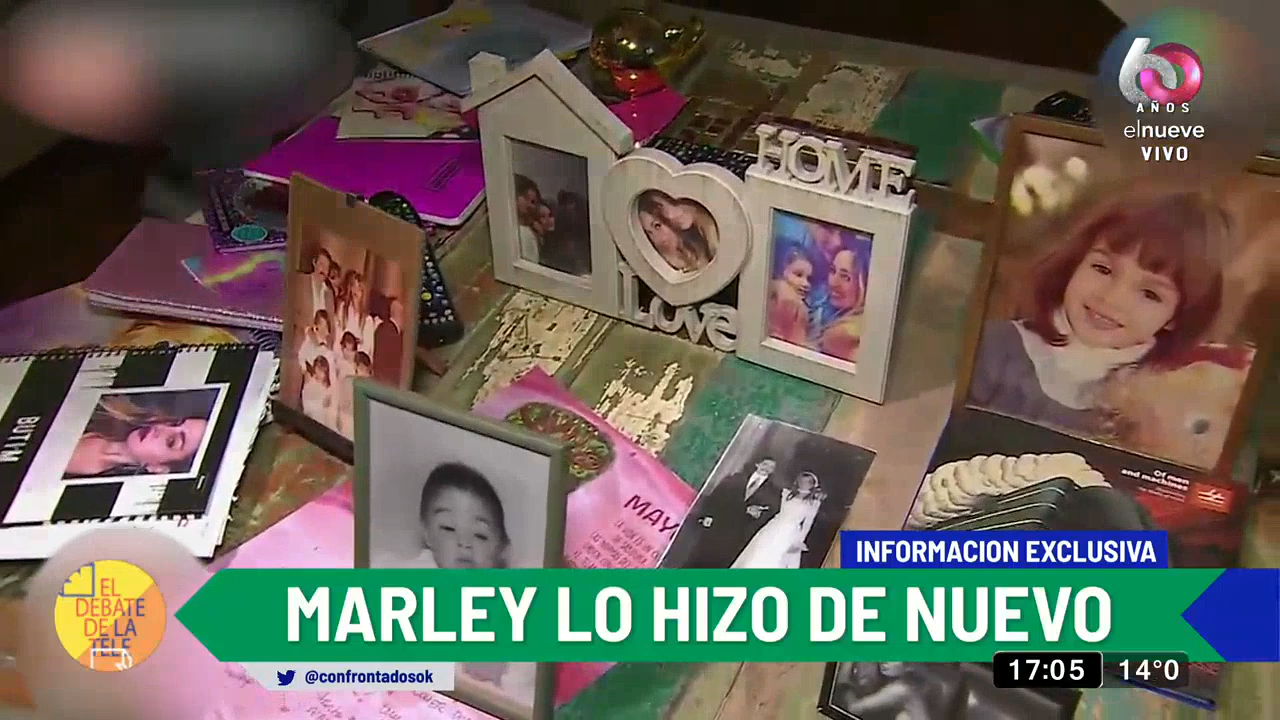 60
AÑOS
elnueve
VIVO
HOME
LOVE
BUTYM
Of men
and machines
MAY
INFORMACION EXCLUSIVA
EL
DEBATE
DE LA
TELE
MARLEY LO HIZO DE NUEVO
@confrontadosok
17:05
14°0